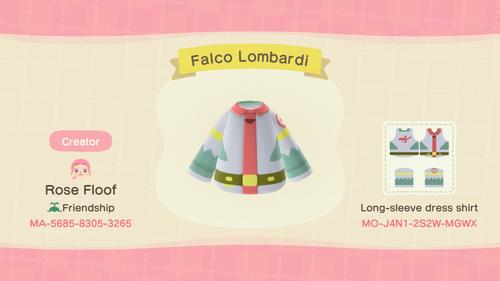 Falco Lombardi
Creator
Rose Floof
Friendship
MA-5685-8305-3265
Long-sleeve dress shirt
MO-J4N1-2S2W-MGWX